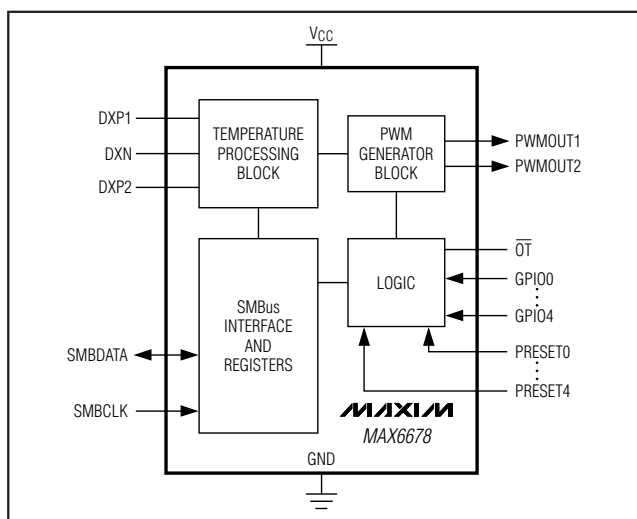 VCC
DXP1
DXN
DXP2
TEMPERATURE
PROCESSING
BLOCK
PWM
GENERATOR
BLOCK
PWMOUT1
PWMOUT2
SMBus
INTERFACE
AND
REGISTERS
LOGIC
OT
GPIO0
GPIO4
PRESET0
PRESET4
SMBDATA
SMBCLK
MAXIM
MAX6678
GND